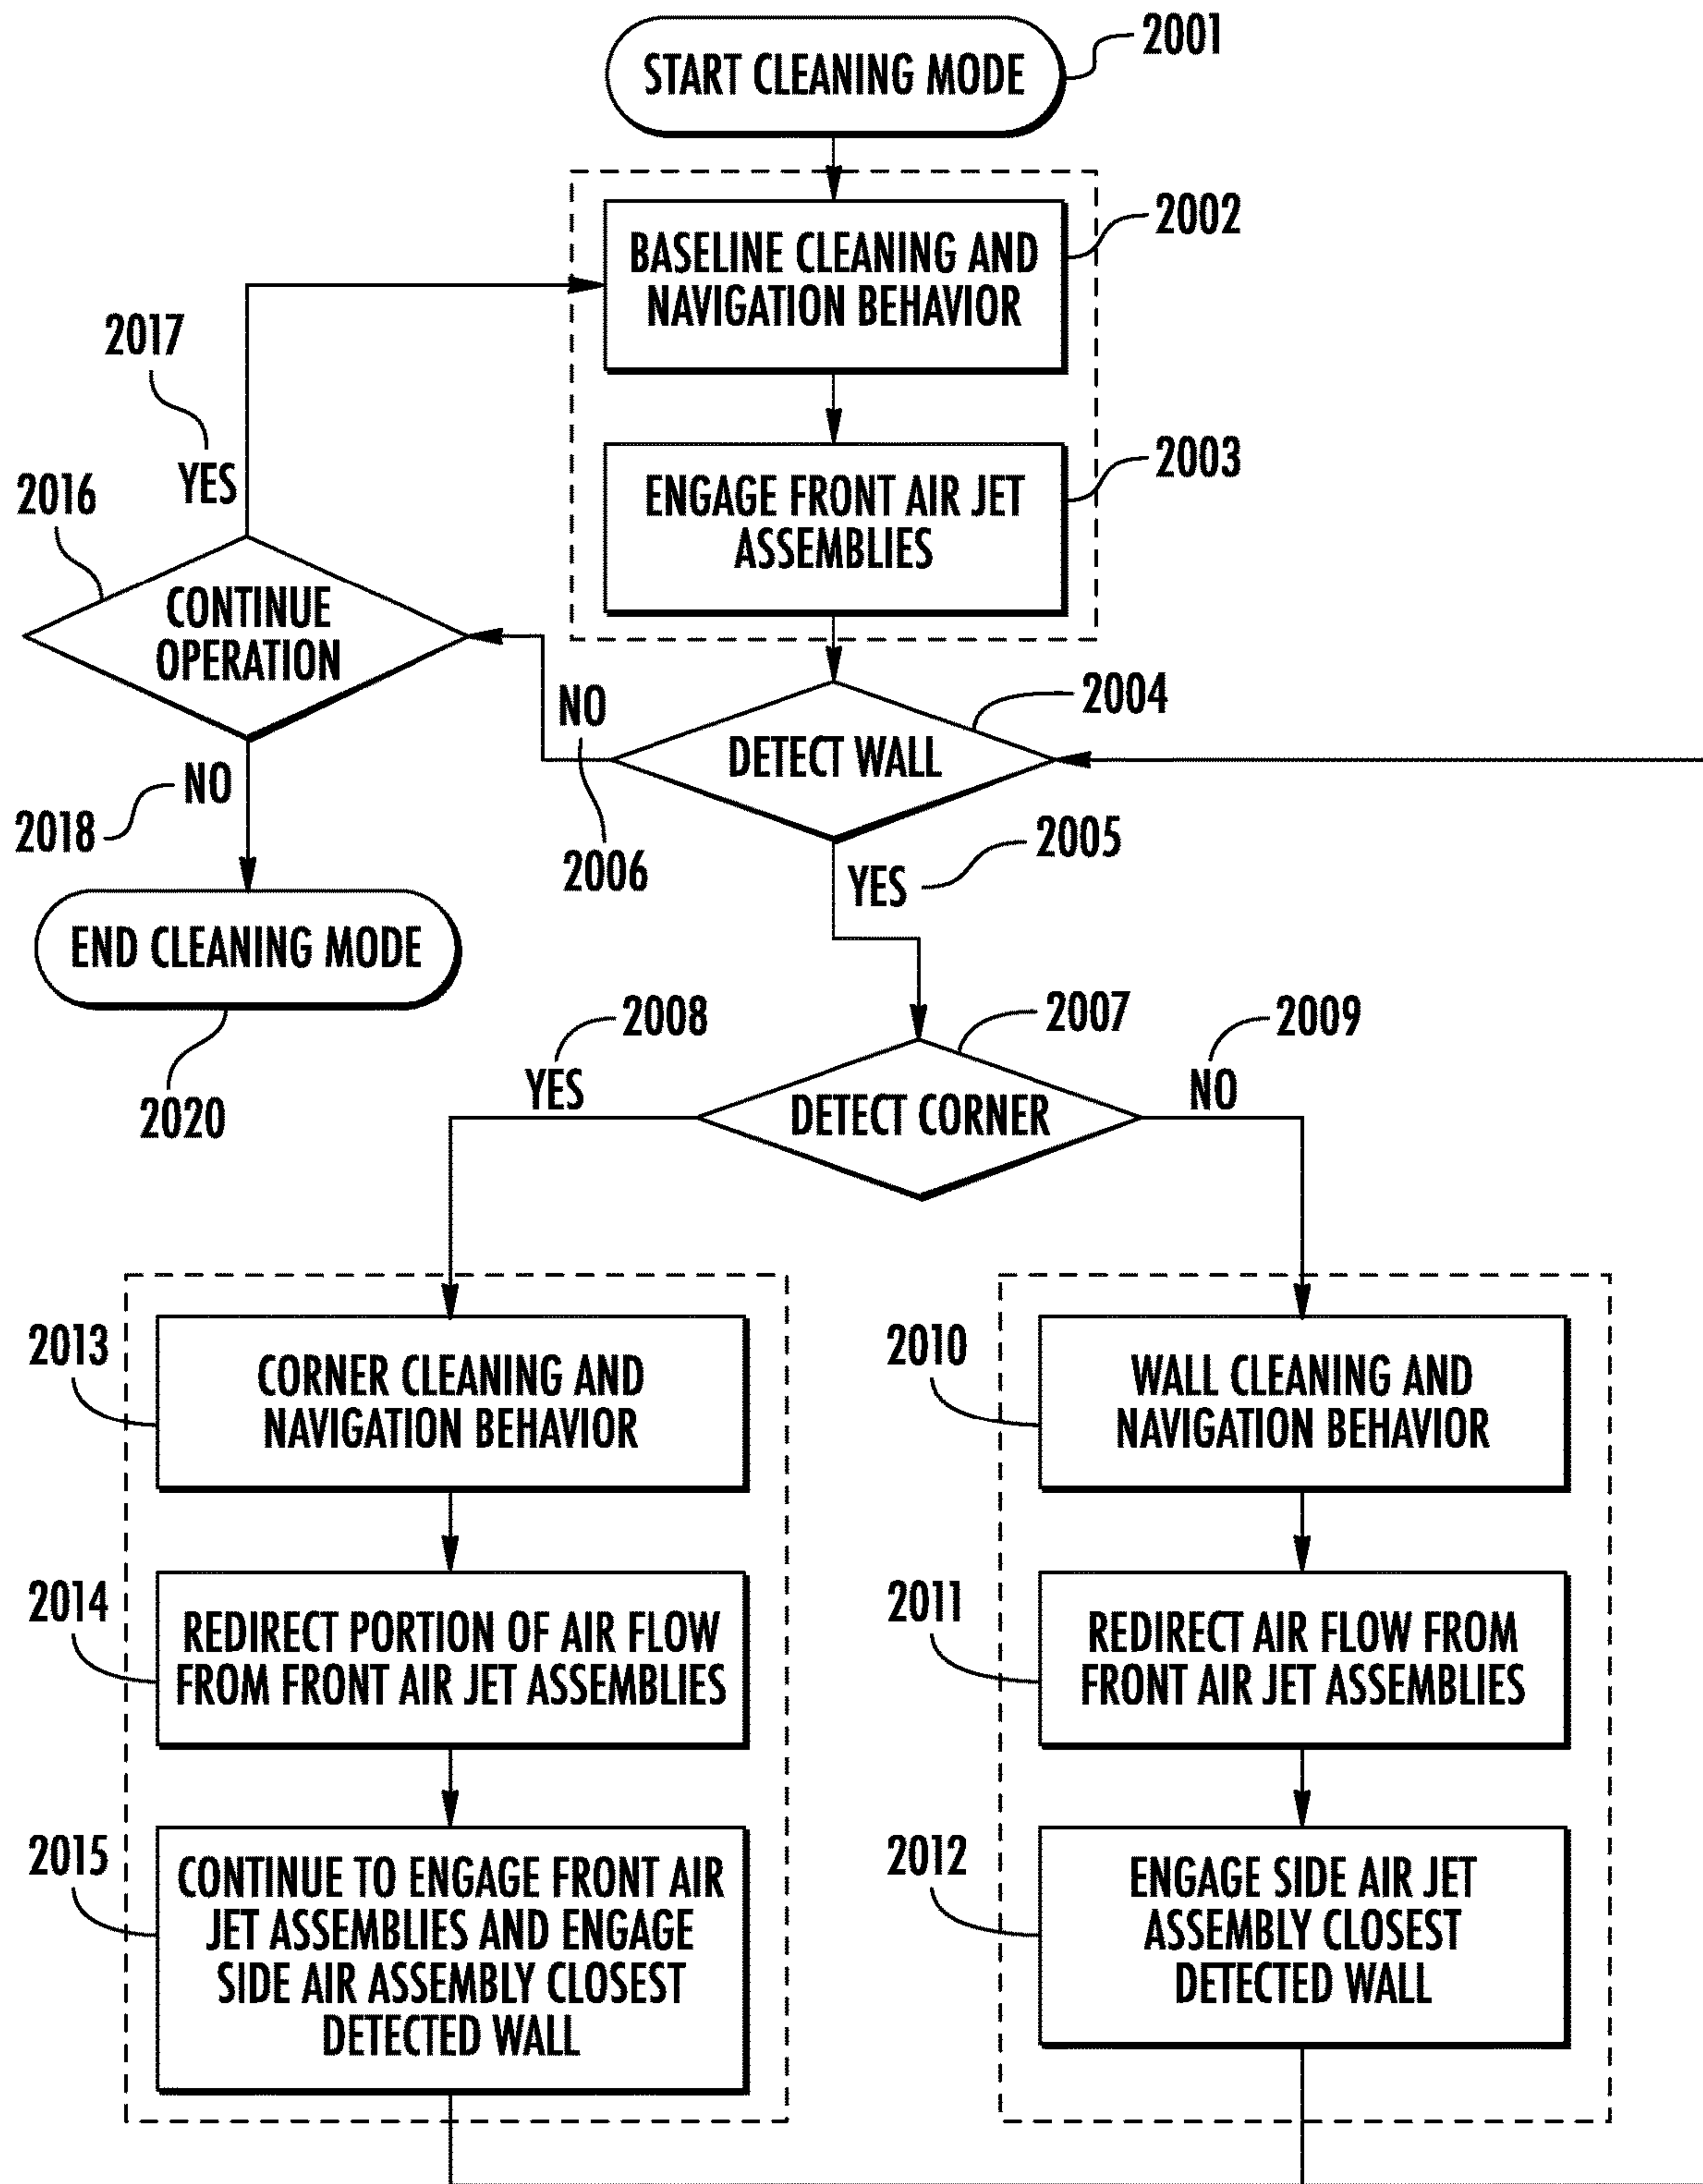 START CLEANING MODE
2001
BASELINE CLEANING AND
NAVIGATION BEHAVIOR
2002
2017
YES
ENGAGE FRONT AIR JET
ASSEMBLIES
2003
2016
CONTINUE
OPERATION
NO
2006
DETECT WALL
2004
NO
2018
YES
2005
END CLEANING MODE
2020
2008
YES
DETECT CORNER
2007
2009
NO
2013
CORNER CLEANING AND
NAVIGATION BEHAVIOR
2010
WALL CLEANING AND
NAVIGATION BEHAVIOR
2014
REDIRECT PORTION OF AIR FLOW
FROM FRONT AIR JET ASSEMBLIES
2011
REDIRECT AIR FLOW FROM
FRONT AIR JET ASSEMBLIES
2015
CONTINUE TO ENGAGE FRONT AIR
JET ASSEMBLIES AND ENGAGE
SIDE AIR ASSEMBLY CLOSEST
DETECTED WALL
2012
ENGAGE SIDE AIR JET
ASSEMBLY CLOSEST
DETECTED WALL